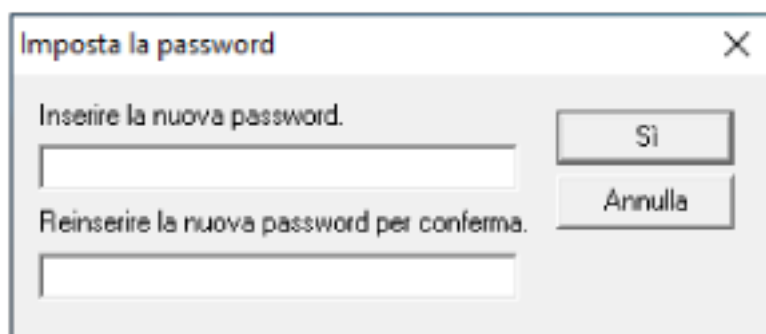 Imposta la password
Inserire la nuova password.
Sì
Annulla
Reinserire la nuova password per conferma.